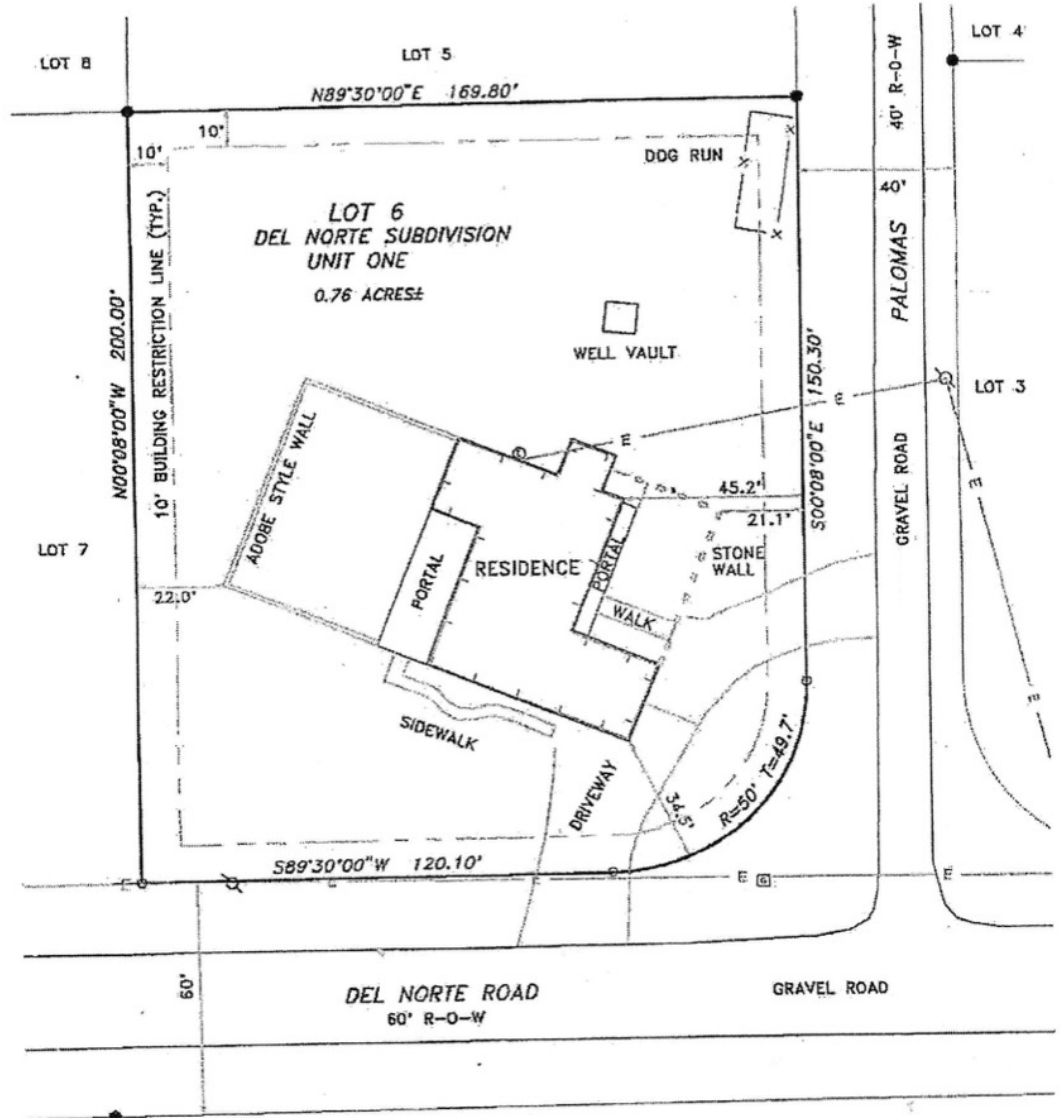 LOT 8
LOT 5
LOT 4
N89°30'00"E 169.80'
40' R-O-W
10'
10'
DOG RUN
40'
LOT 6
DEL NORTE SUBDIVISION
UNIT ONE
0.76 ACRES±
10' BUILDING RESTRICTION LINE (TYP.)
N00°08'00"W 200.00'
PALOMAS
WELL VAULT
S00°08'00"E 150.30'
LOT 3
E
E
E
ADOBE STYLE WALL
GRAVEL ROAD
45.2'
21.1'
LOT 7
PORTAL
RESIDENCE
PORTAL
STONE
WALL
22.0'
WALK
SIDEWALK
DRIVEWAY
34.5'
R=50' T=49.7'
E
S89°30'00"W 120.10'
E
E
G
E
60'
DEL NORTE ROAD
60' R-O-W
GRAVEL ROAD